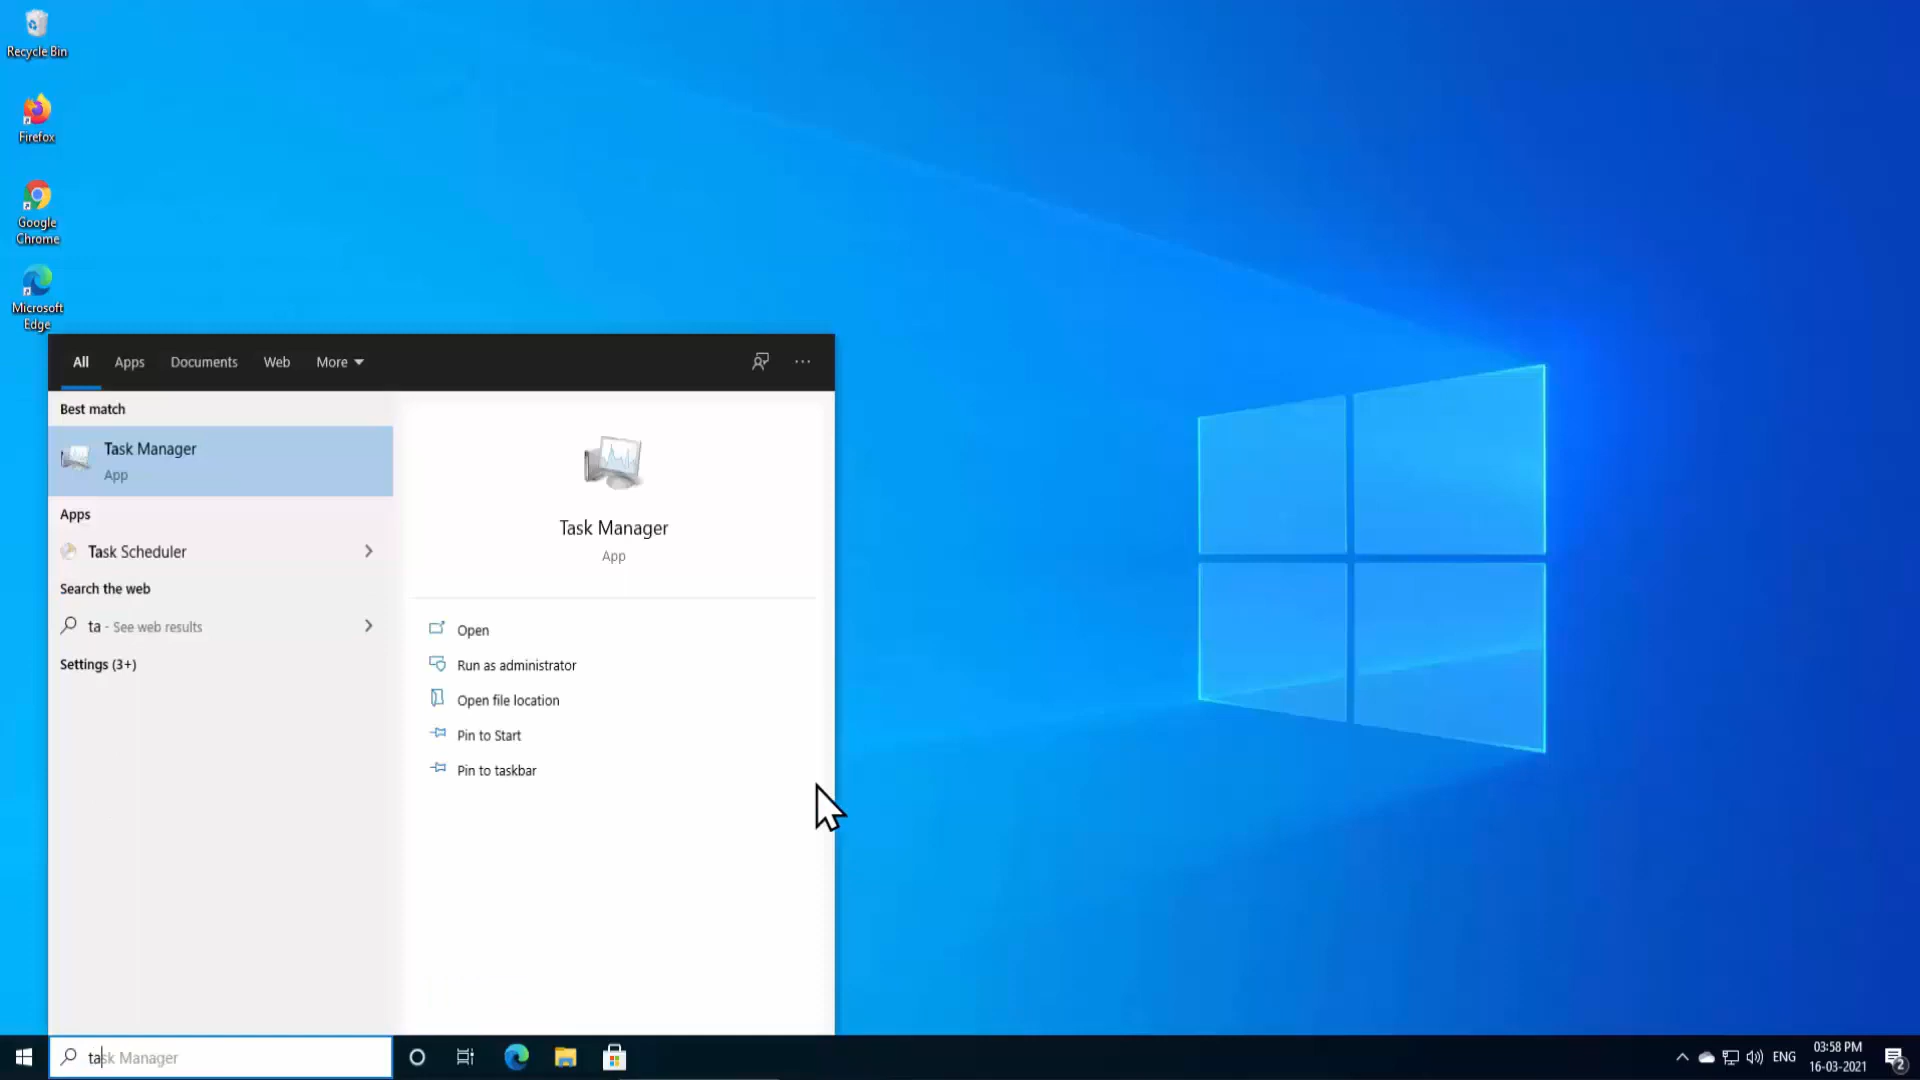 Recycle Bin
Firefox
Google
Chrome
Microsoft
Edge
All Apps Documents Web More
Best match
Task Manager
App
Apps
Task Scheduler
Search the web
ta - See web results
Settings (3+)
Task Manager
App
Open
Run as administrator
Open file location
Pin to Start
Pin to taskbar
task Manager
ENG
03:58 PM
16-03-2021
2